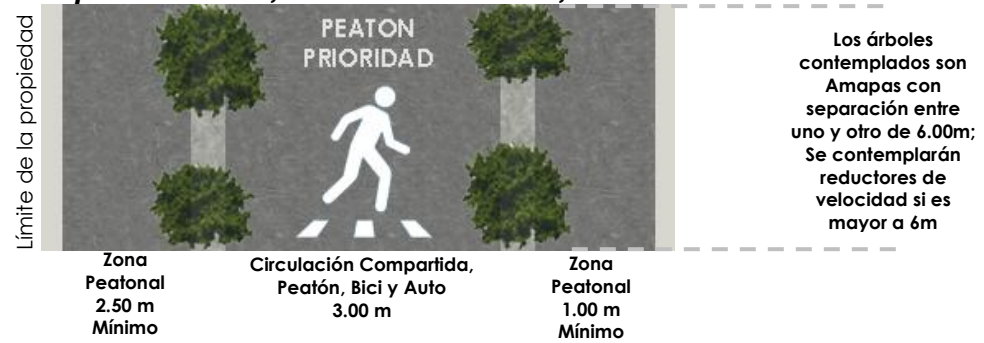 Límite de la propiedad
PEATON
PRIORIDAD
Los árboles
contemplados son
Amapas con
separación entre
uno y otro de 6.00m;
Se contemplarán
reductores de
velocidad si es
mayor a 6m
Zona
Peatonal
2.50 m
Mínimo
Circulación Compartida,
Peatón, Bici y Auto
3.00 m
Zona
Peatonal
1.00 m
Mínimo